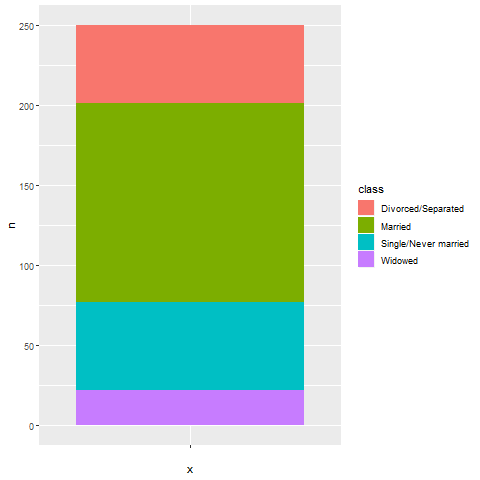 250
200
150
100
50
0
n
x
class
Divorced/Separated
Married
Single/Never married
Widowed